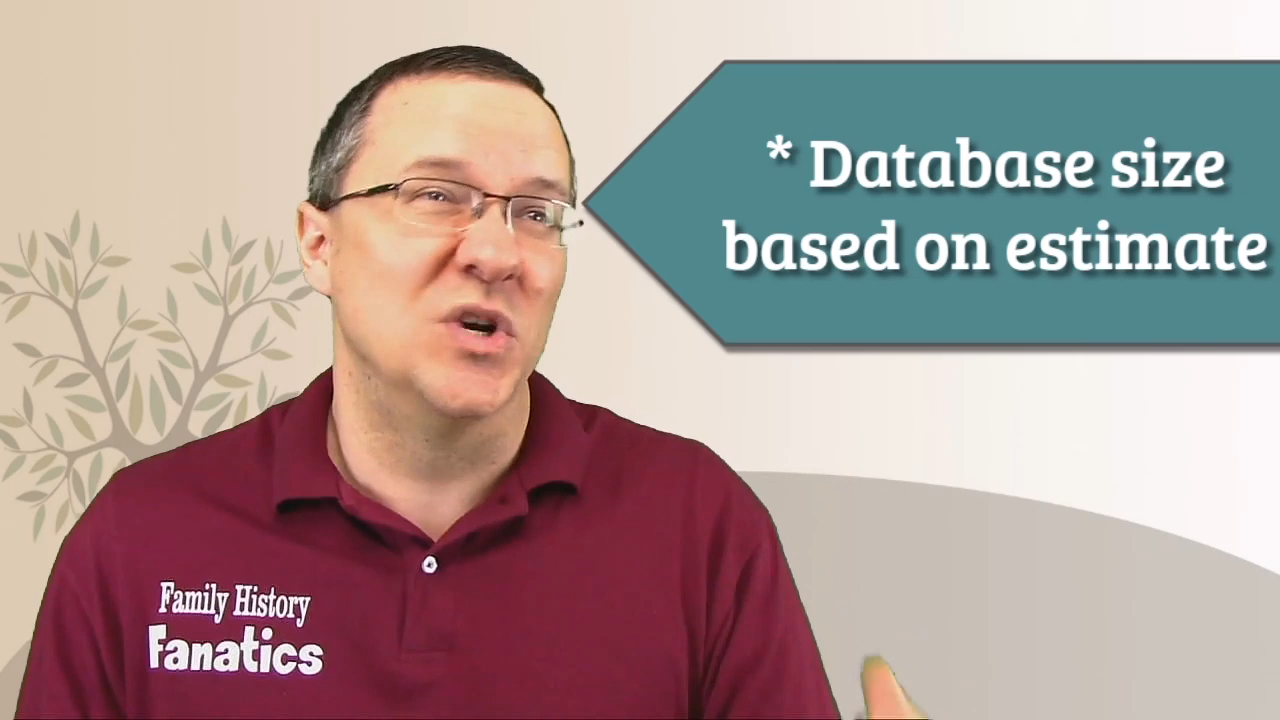 * Database size
based on estimate
Family History
Fanatics